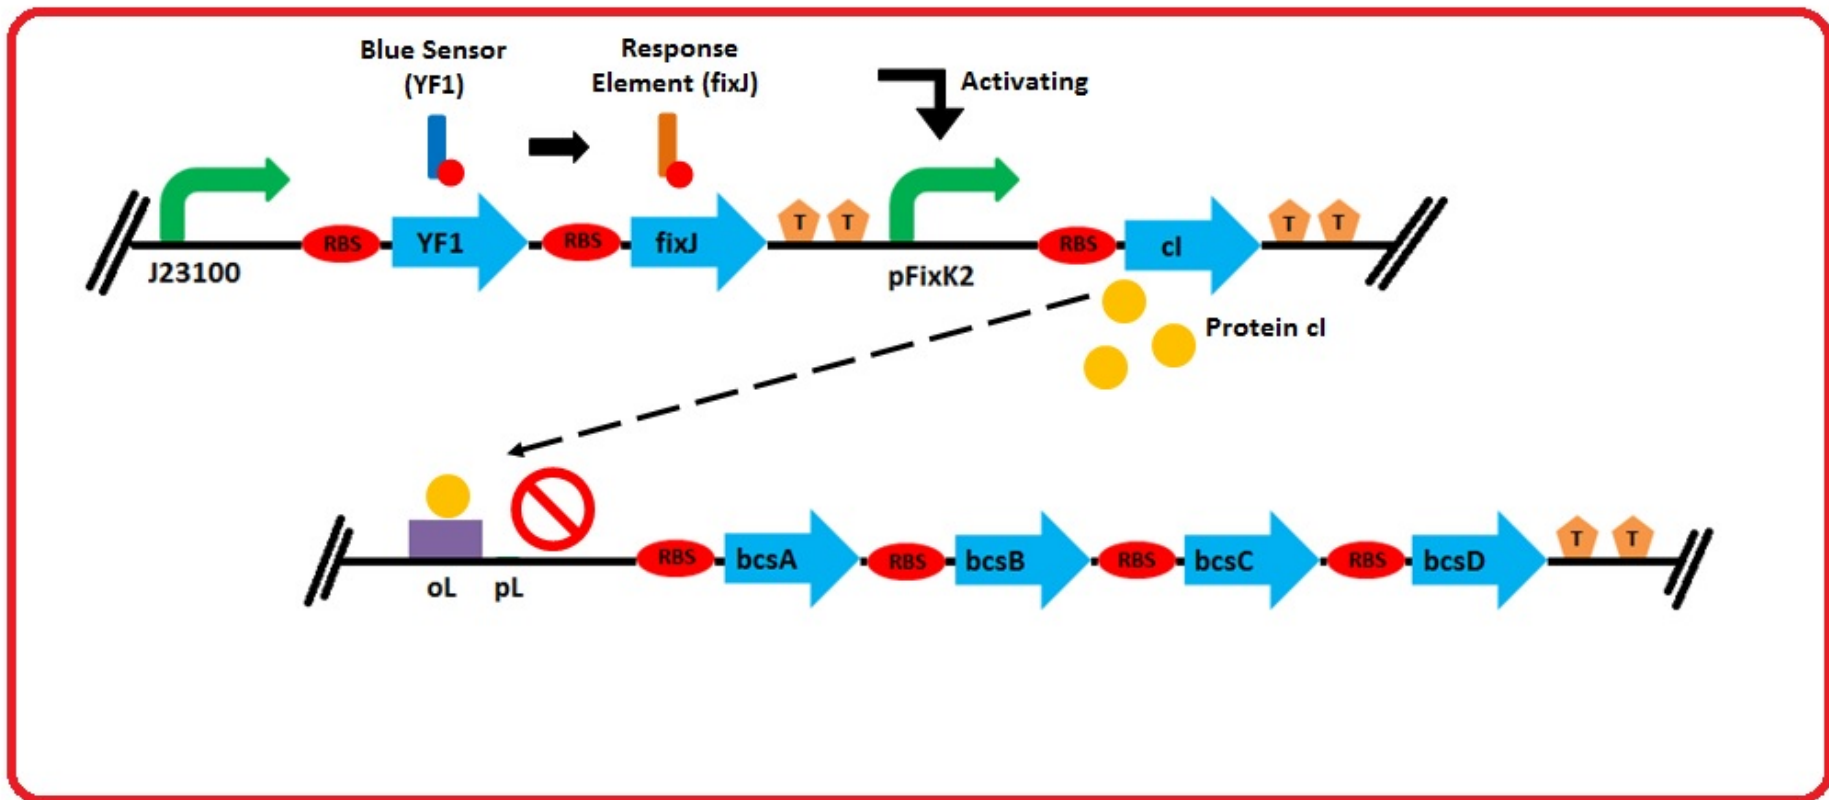 Blue Sensor
(YF1)
Response
Element (fixJ)
Activating
RBS YF1 RBS fixJ T T RBS cI T T
J23100 pFixK2
Protein cI
RBS bcsA RBS bcsB RBS bcsC RBS bcsD T T
oL pL